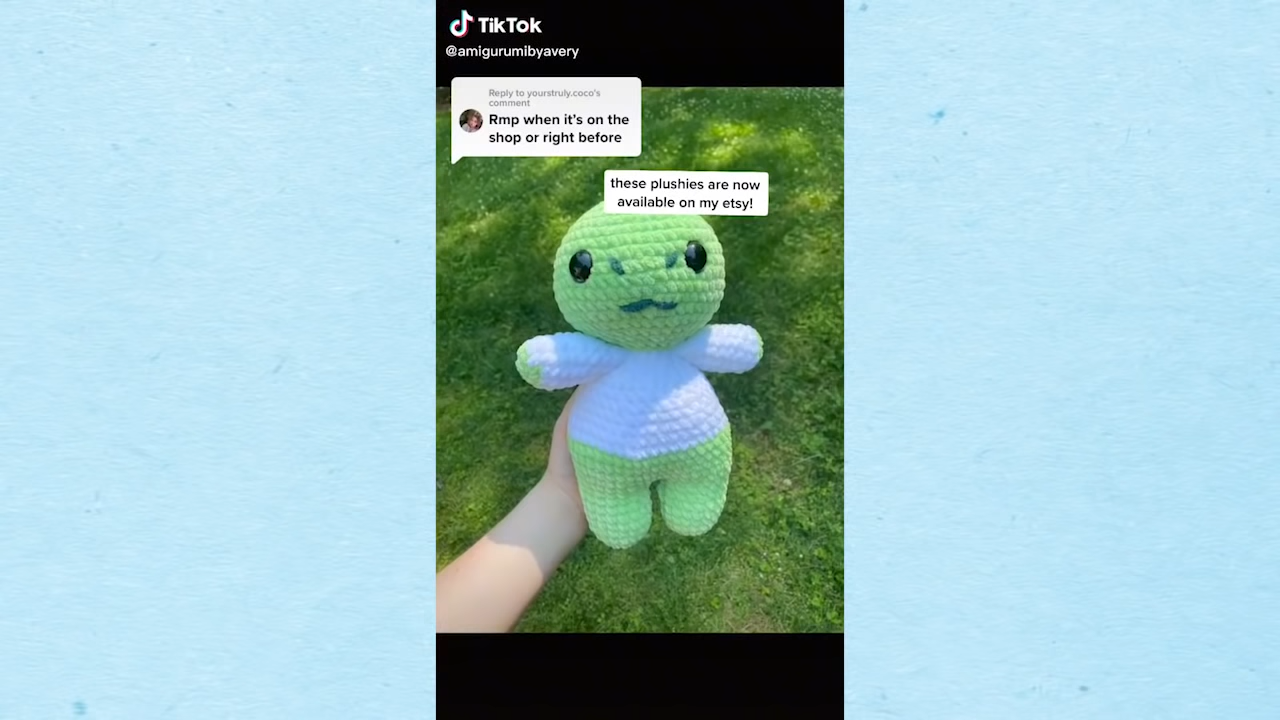 TikTok
@amigurumibyavery
Reply to yourstruly.coco's
comment
Rmp when it's on the
shop or right before
these plushies are now
available on my etsy!